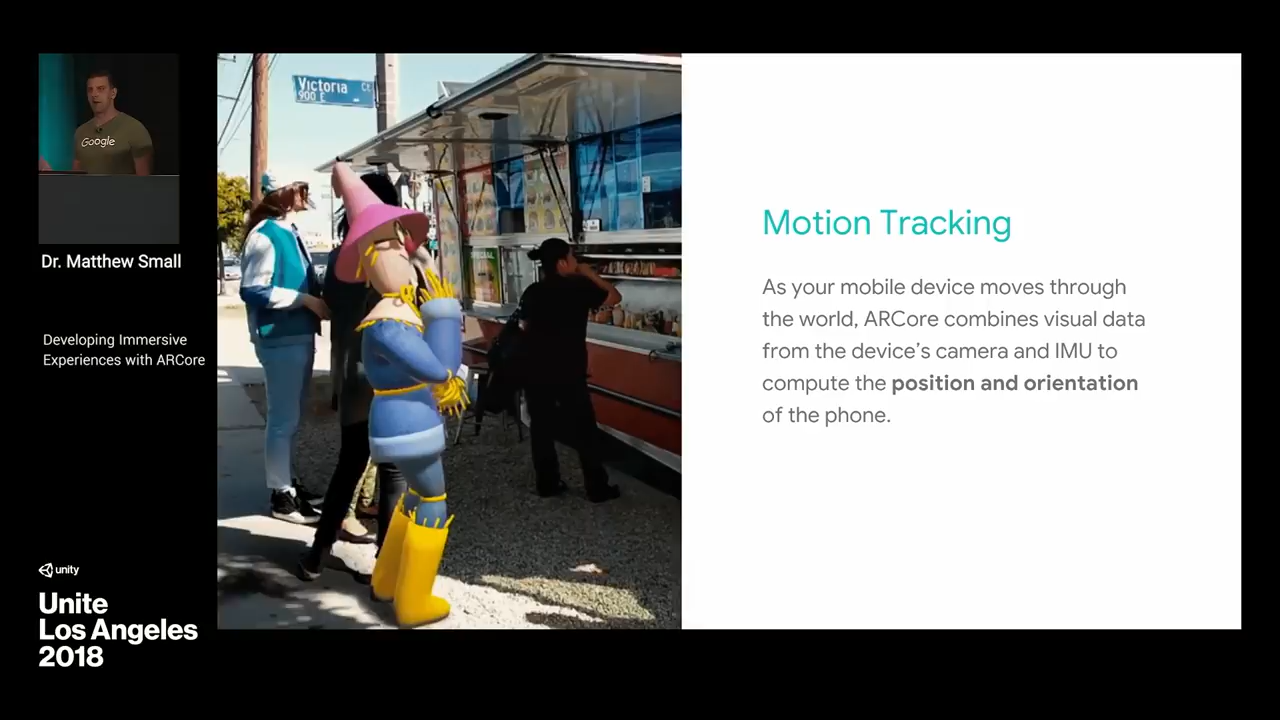 Google
Dr. Matthew Small
Developing Immersive
Experiences with ARCore
unity
Unite
Los Angeles
2018
Victoria Ct
900 E
SPECIAL
Motion Tracking
As your mobile device moves through
the world, ARCore combines visual data
from the device's camera and IMU to
compute the position and orientation
of the phone.